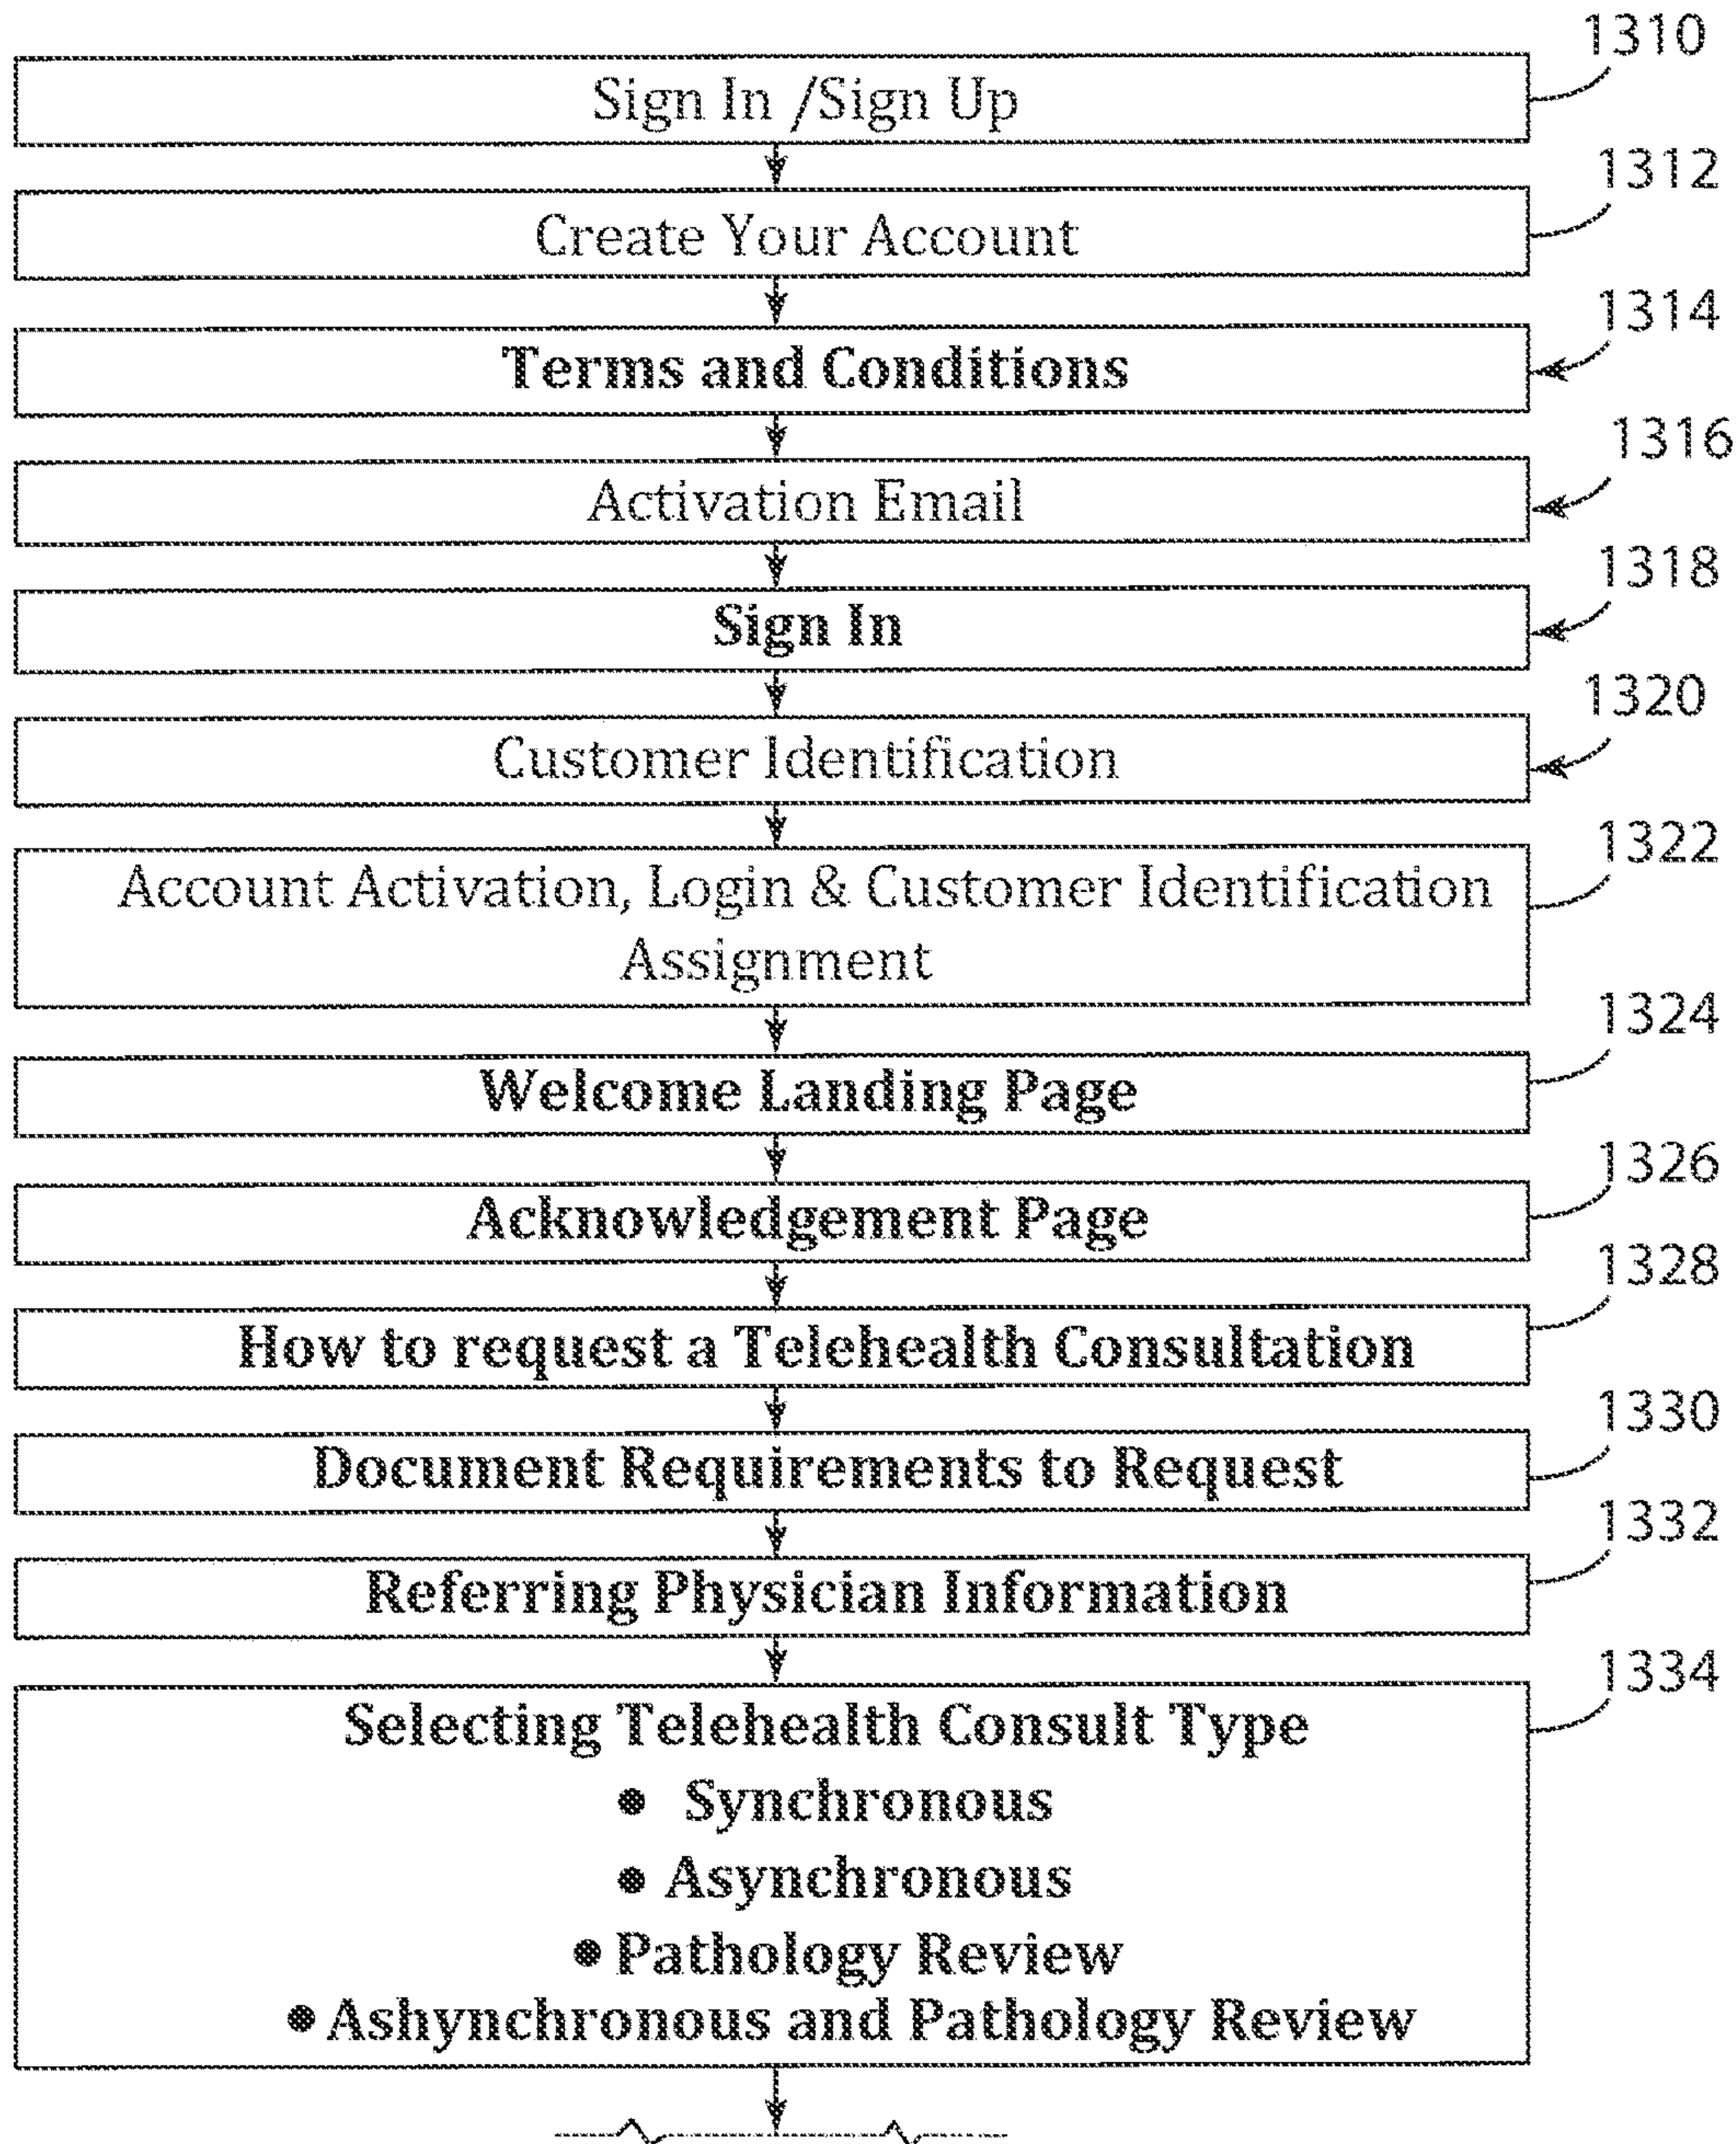 1310
Sign In /Sign Up
1312
Create Your Account
1314
Terms and Conditions
1316
Activation Email
1318
Sign In
1320
Customer Identification
1322
Account Activation, Login & Customer Identification
Assignment
1324
Welcome Landing Page
1326
Acknowledgement Page
1328
How to request a Telehealth Consultation
1330
Document Requirements to Request
1332
Referring Physician Information
1334
Selecting Telehealth Consult Type
• Synchronous
• Asynchronous
• Pathology Review
• Ashynchronous and Pathology Review